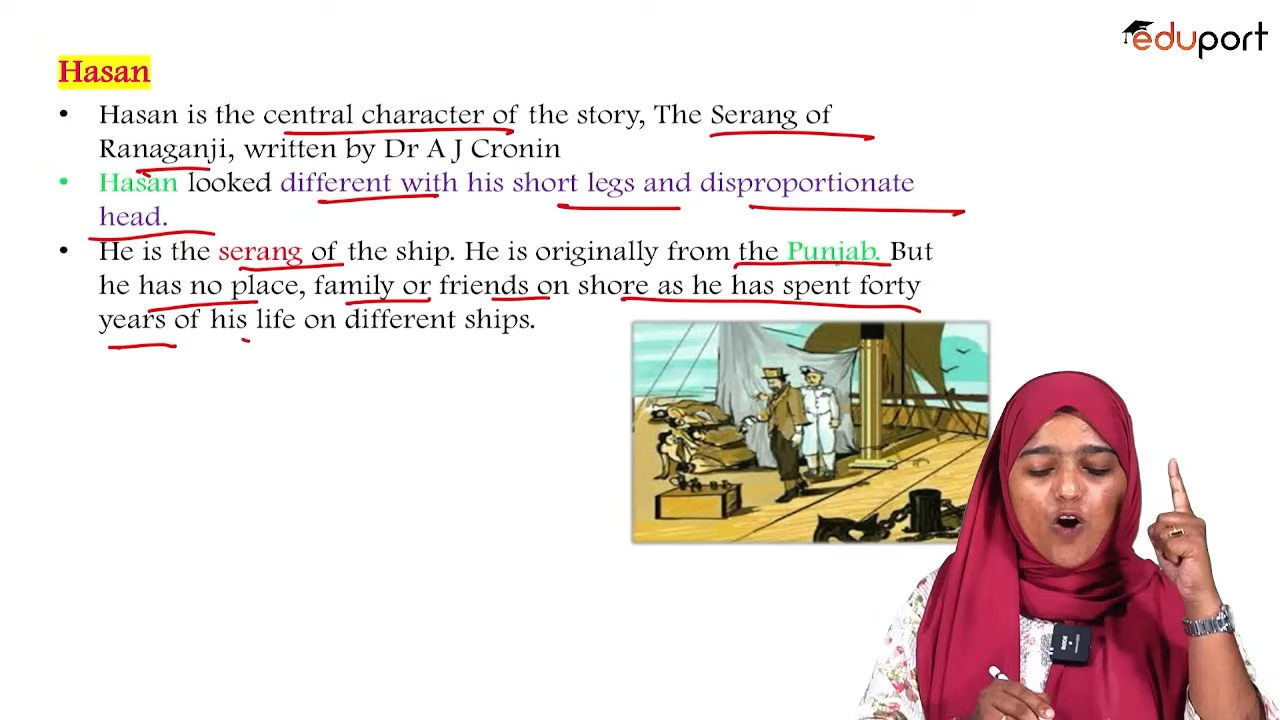 eduport
Hasan
• Hasan is the central character of the story, The Serang of
Ranaganji, written by Dr A J Cronin
• Hasan looked different with his short legs and disproportionate
head.
• He is the serang of the ship. He is originally from the Punjab. But
he has no place, family or friends on shore as he has spent forty
years of his life on different ships.